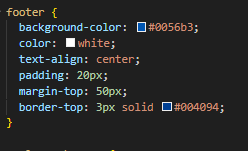 footer {
background-color: #0056b3;
color: white;
text-align: center;
padding: 20px;
margin-top: 50px;
border-top: 3px solid #004094;
}